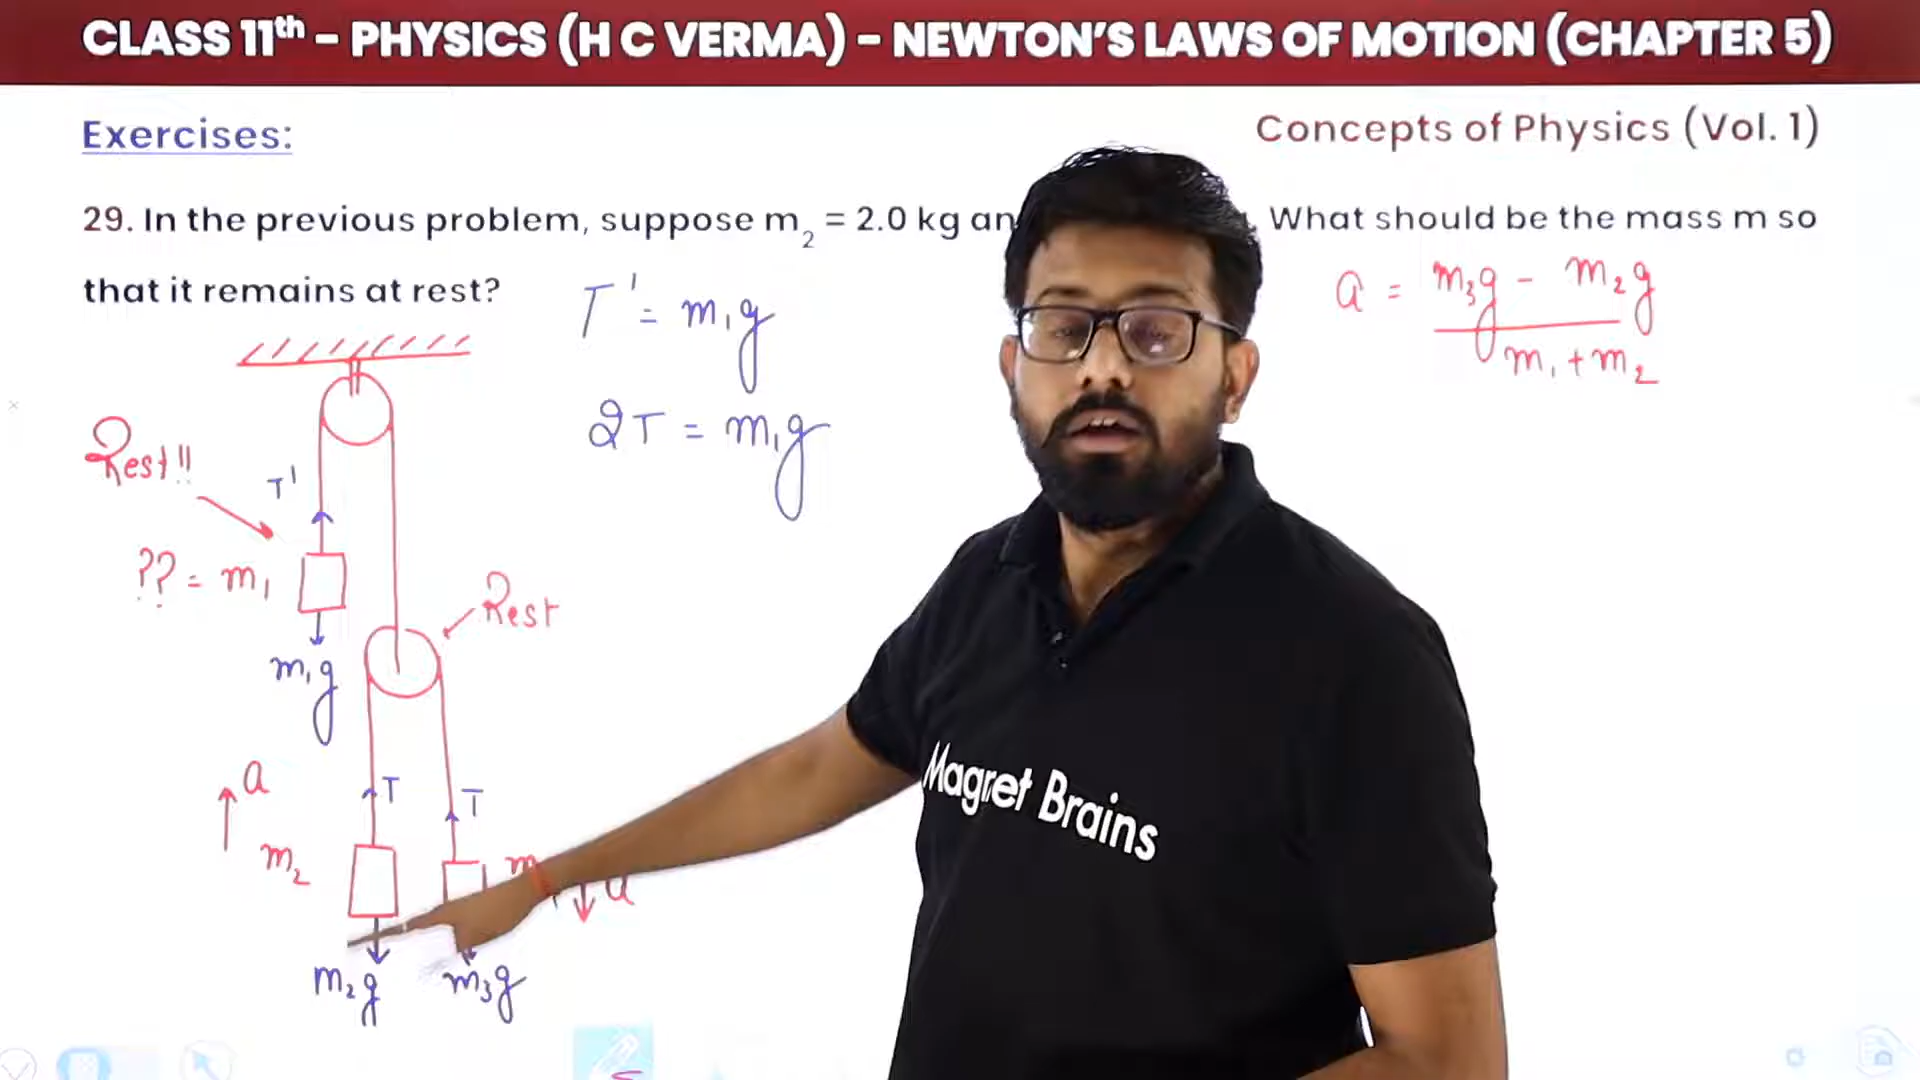 CLASS 11th - PHYSICS (H C VERMA) - NEWTON'S LAWS OF MOTION (CHAPTER 5)
Exercises:
Concepts of Physics (Vol. 1)
29. In the previous problem, suppose m2 = 2.0 kg an What should be the mass m so
that it remains at rest?
T' = m1g
a = m3g - m2g
m1 + m2
2T = m1g
Rest!!
T'
?? = m1
Rest
m1g
a
T
T
m2
m
a
m2g
m3g
Magnet Brains